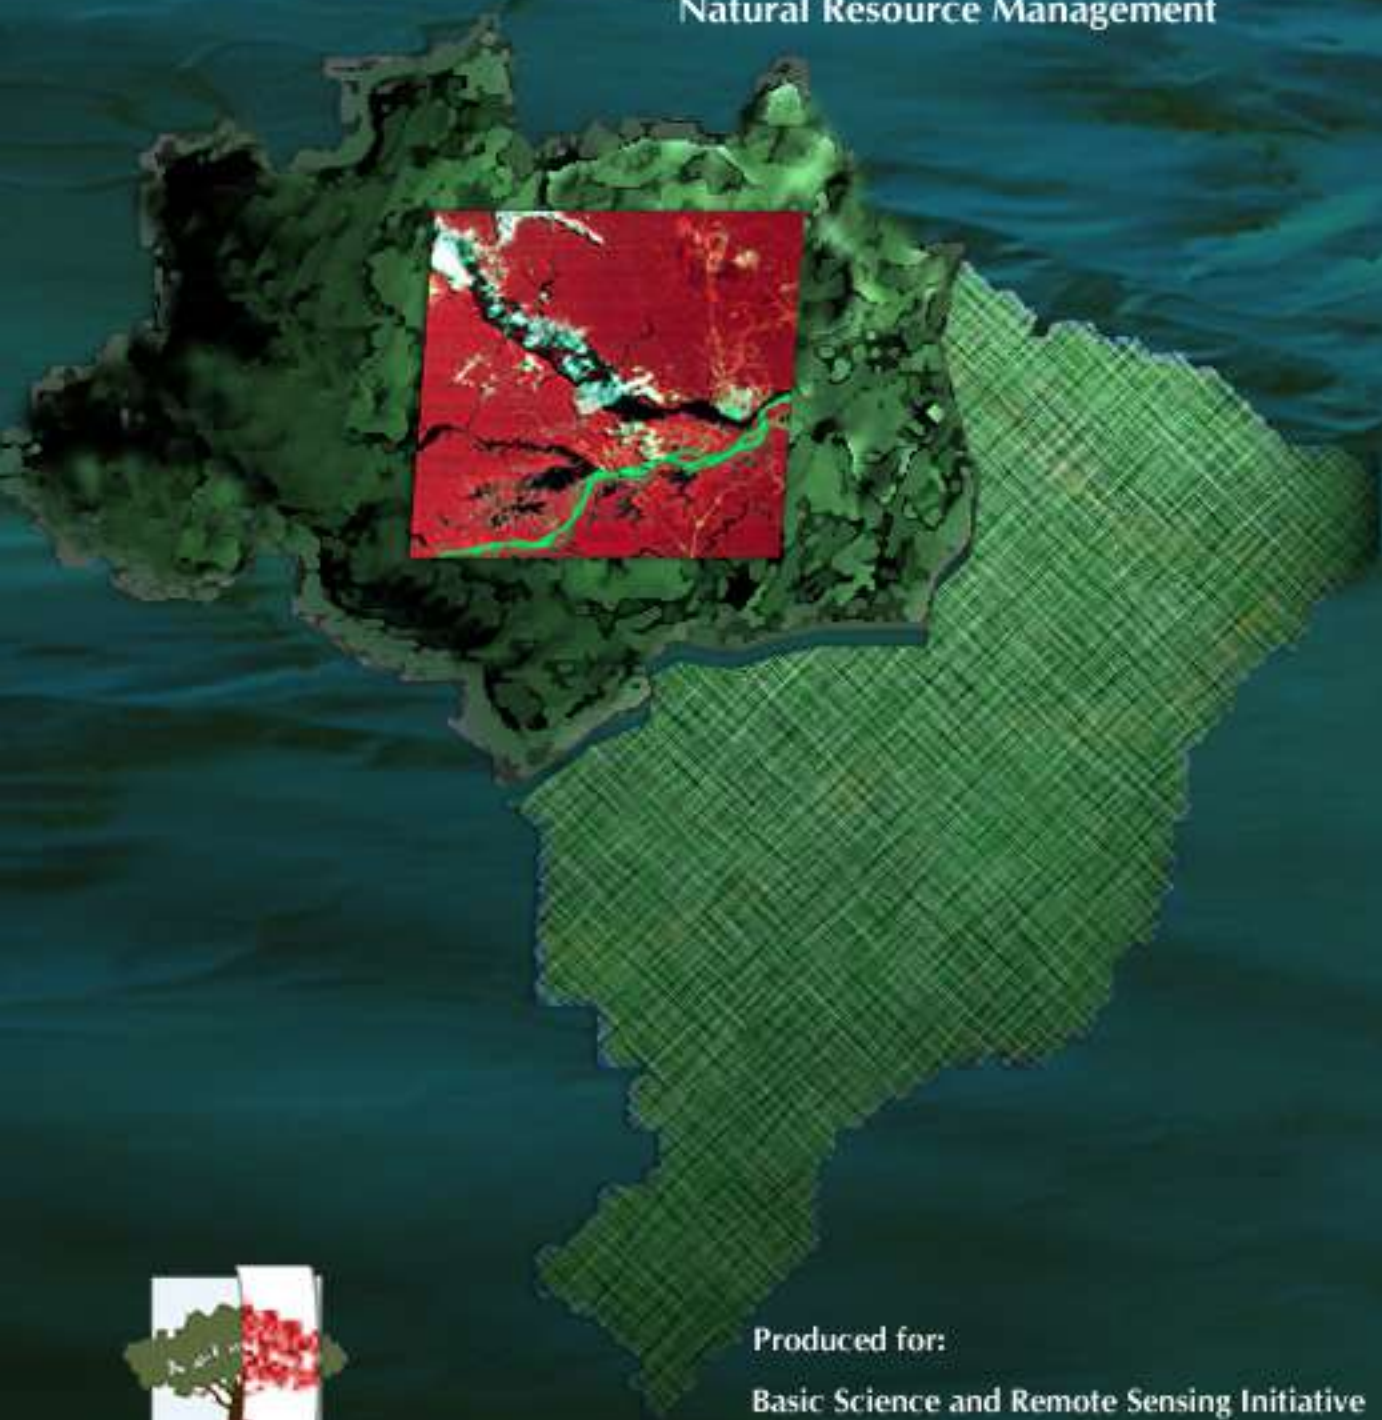 Natural Resource Management
Produced for:
Basic Science and Remote Sensing Initiative